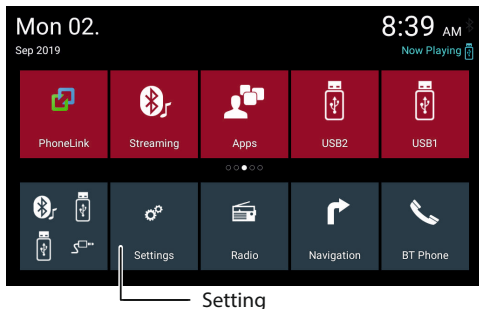 Mon 02.
8:39 AM
Sep 2019
Now Playing
PhoneLink
Streaming
Apps
USB2
USB1
Settings
Radio
Navigation
BT Phone
Setting